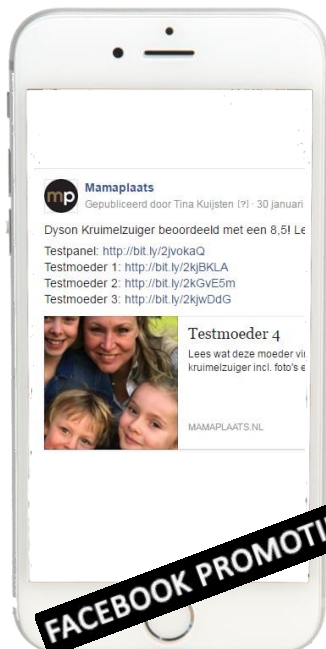 mp
Mamaplaats
Gepubliceerd door Tina Kuijsten [?] · 30 januari
Dyson Kruimelzuiger beoordeeld met een 8,5! Le
Testpanel: http://bit.ly/2jvokaQ
Testmoeder 1: http://bit.ly/2kjBKLA
Testmoeder 2: http://bit.ly/2kGvE5m
Testmoeder 3: http://bit.ly/2kjwDdG
Testmoeder 4
Lees wat deze moeder vin
kruimelzuiger incl. foto's e
MAMAPLAATS.NL
FACEBOOK PROMOTI